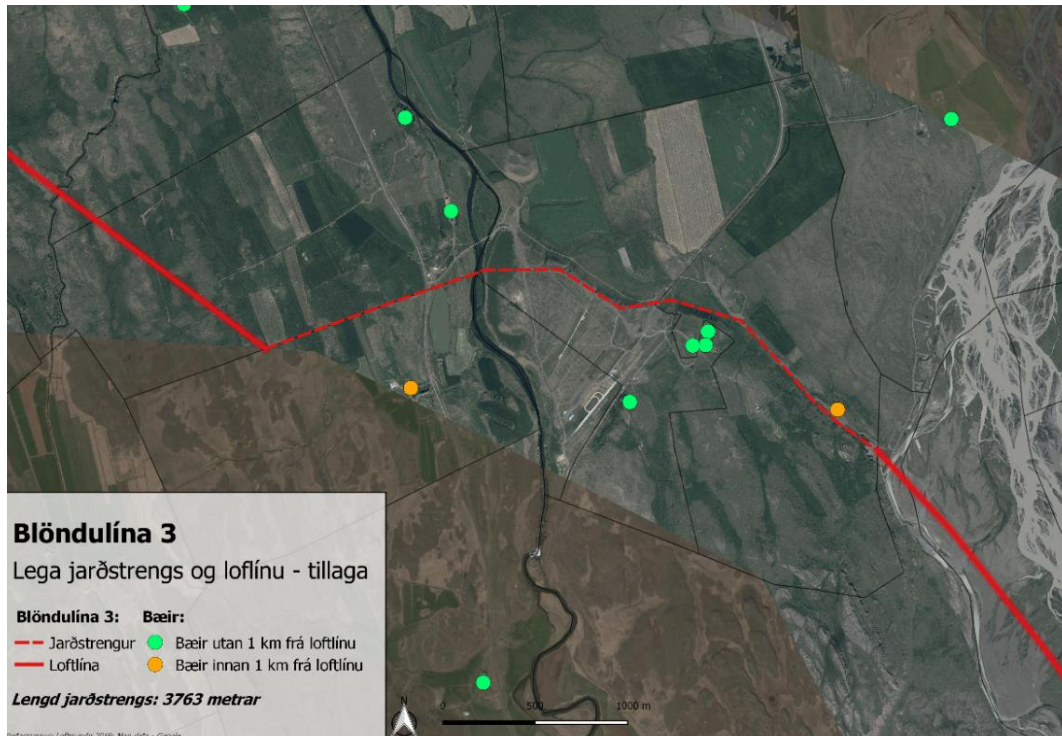 Blöndulína 3
Lega jarðstrengs og loflínu - tillaga
Blöndulína 3: Bæir:
Jarðstrengur Bæir utan 1 km frá loftlínu
Loftlína Bæir innan 1 km frá loftlínu
Lengd jarðstrengs: 3763 metrar
N
0 500 1000 m